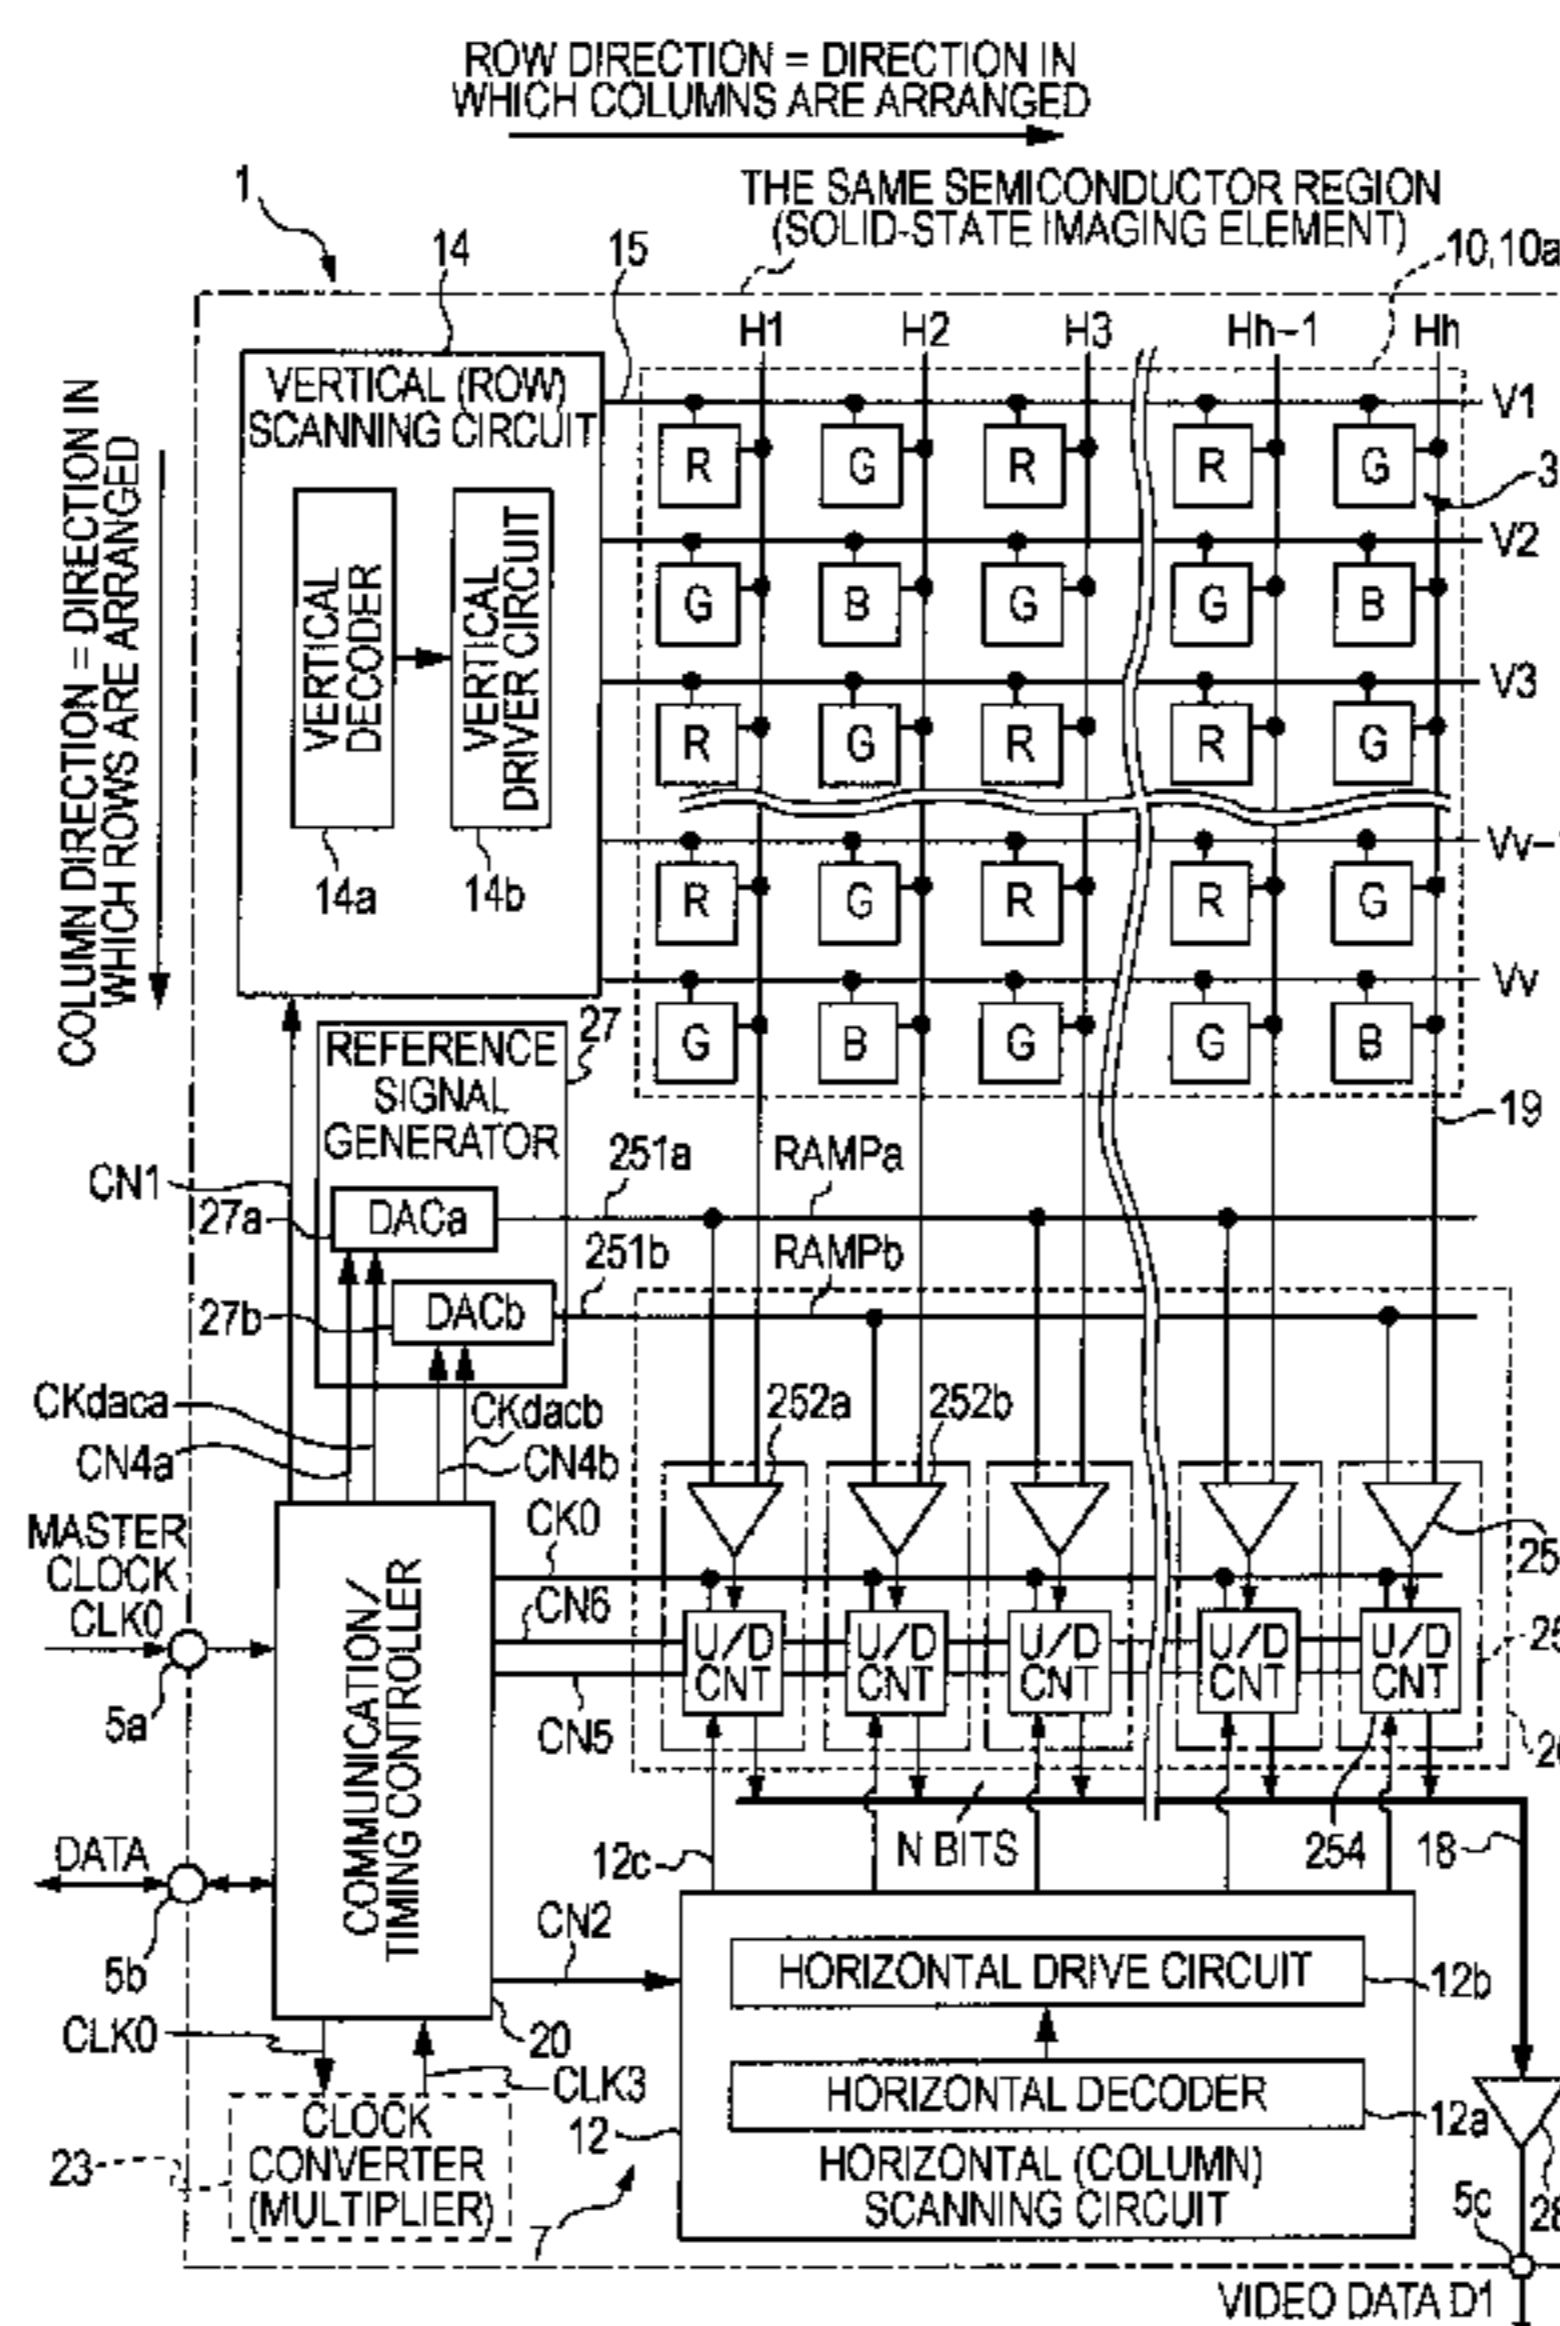 ROW DIRECTION = DIRECTION IN
WHICH COLUMNS ARE ARRANGED
THE SAME SEMICONDUCTOR REGION
(SOLID-STATE IMAGING ELEMENT)
1
14
15
10,10a
H1 H2 H3 Hh-1 Hh
COLUMN DIRECTION = DIRECTION IN
WHICH ROWS ARE ARRANGED
VERTICAL (ROW)
SCANNING CIRCUIT
VERTICAL
DECODER
VERTICAL
DRIVER CIRCUIT
14a
14b
V1
R G R R G
3
V2
G B G G B
V3
R G R R G
Vv-
R G R R G
Vv
G B G G B
REFERENCE
SIGNAL
GENERATOR
27
19
CN1
27a
DACa
251a
RAMPa
27b
DACb
251b
RAMPb
CKdaca
CN4a
CKdacb
CN4b
252a
252b
MASTER
CLOCK
CLK0
5a
CK0
CN6
CN5
COMMUNICATION/
TIMING CONTROLLER
25
U/D U/D U/D U/D U/D
CNT CNT CNT CNT CNT
25
DATA
5b
12c
N BITS
254
18
CN2
20
HORIZONTAL DRIVE CIRCUIT
12b
HORIZONTAL DECODER
12a
HORIZONTAL (COLUMN)
SCANNING CIRCUIT
12
CLK0
CLK3
CLOCK
CONVERTER
(MULTIPLIER)
23
7
28
5c
VIDEO DATA D1